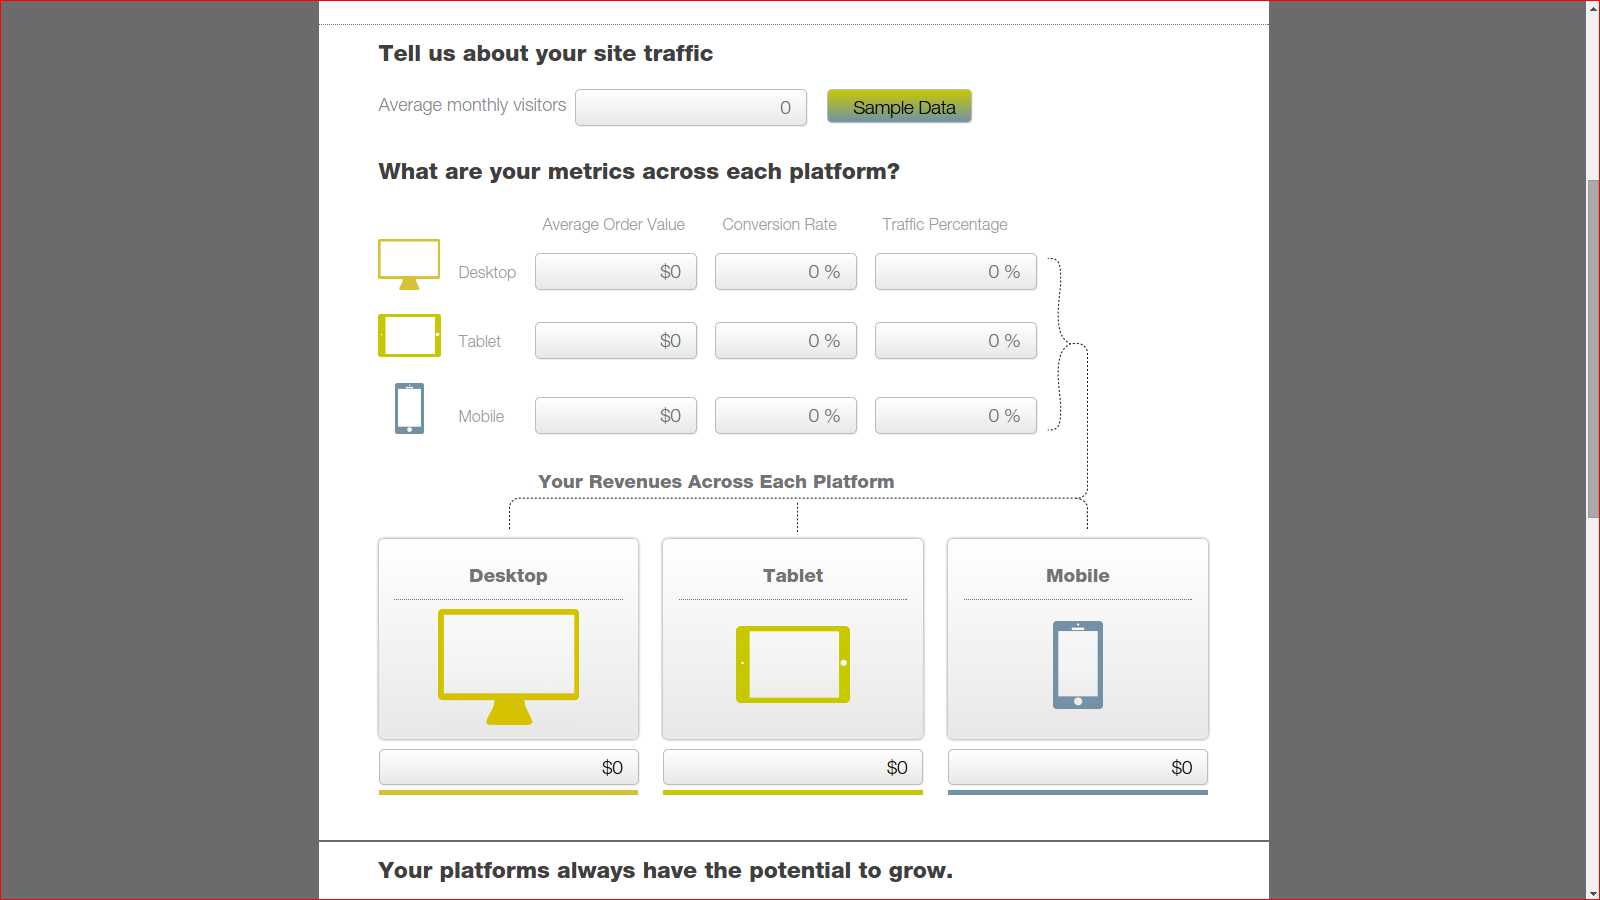 Tell us about your site traffic
Average monthly visitors 0 Sample Data
What are your metrics across each platform?
Average Order Value Conversion Rate Traffic Percentage
Desktop $0 0 % 0 %
Tablet $0 0 % 0 %
Mobile $0 0 % 0 %
Your Revenues Across Each Platform
Desktop Tablet Mobile
$0 $0 $0
Your platforms always have the potential to grow.